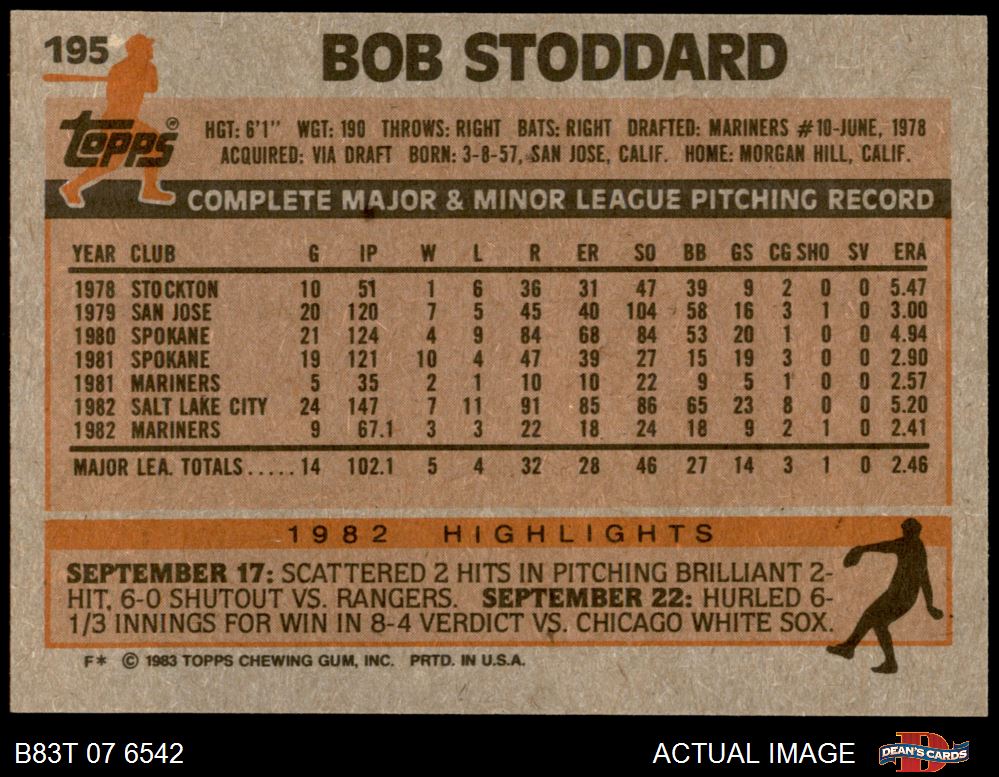 195
BOB STODDARD
Topps®
HGT: 6'1" WGT: 190 THROWS: RIGHT BATS: RIGHT DRAFTED: MARINERS #10-JUNE, 1978
ACQUIRED: VIA DRAFT BORN: 3-8-57, SAN JOSE, CALIF. HOME: MORGAN HILL, CALIF.
COMPLETE MAJOR & MINOR LEAGUE PITCHING RECORD
YEAR CLUB G IP W L R ER SO BB GS CG SHO SV ERA
1978 STOCKTON 10 51 1 6 36 31 47 39 9 2 0 0 5.47
1979 SAN JOSE 20 120 7 5 45 40 104 58 16 3 1 0 3.00
1980 SPOKANE 21 124 4 9 84 68 84 53 20 1 0 0 4.94
1981 SPOKANE 19 121 10 4 47 39 27 15 19 3 0 0 2.90
1981 MARINERS 5 35 2 1 10 10 22 9 5 1 0 0 2.57
1982 SALT LAKE CITY 24 147 7 11 91 85 86 65 23 8 0 0 5.20
1982 MARINERS 9 67.1 3 3 22 18 24 18 9 2 1 0 2.41
MAJOR LEA. TOTALS.....14 102.1 5 4 32 28 46 27 14 3 1 0 2.46
1982 HIGHLIGHTS
SEPTEMBER 17: SCATTERED 2 HITS IN PITCHING BRILLIANT 2-
HIT, 6-0 SHUTOUT VS. RANGERS. SEPTEMBER 22: HURLED 6-
1/3 INNINGS FOR WIN IN 8-4 VERDICT VS. CHICAGO WHITE SOX.
F* © 1983 TOPPS CHEWING GUM, INC. PRTD. IN U.S.A.
B83T 07 6542
ACTUAL IMAGE
D
DEAN'S CARDS